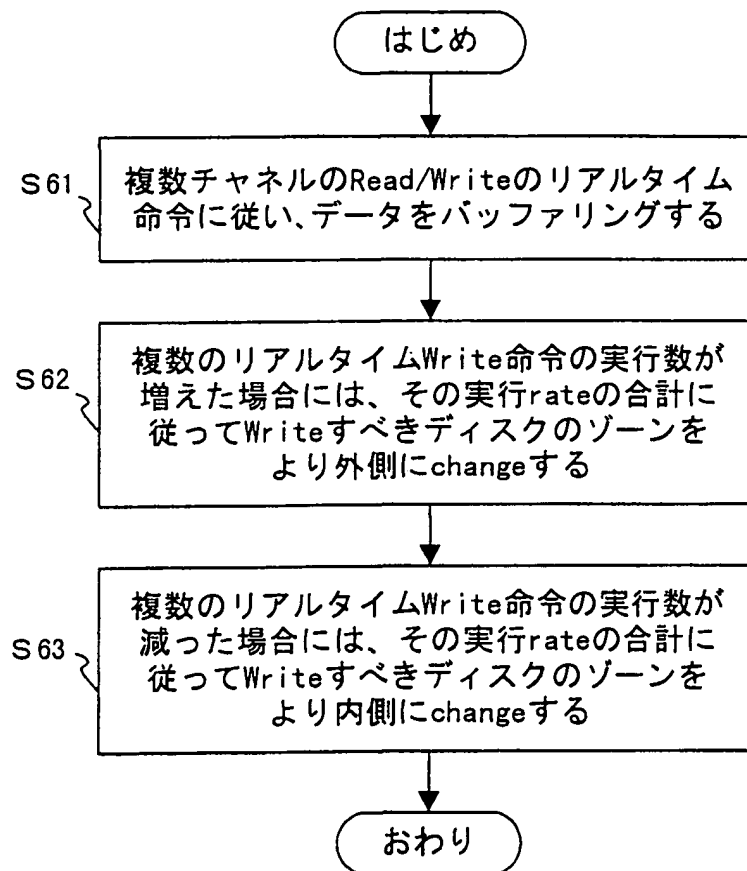 はじめ
S61
複数チャネルのRead/Writeのリアルタイム
命令に従い、データをバッファリングする
S62
複数のリアルタイムWrite命令の実行数が
増えた場合には、その実行rateの合計に
従ってWriteすべきディスクのゾーンを
より外側にchangeする
S63
複数のリアルタイムWrite命令の実行数が
減った場合には、その実行rateの合計に
従ってWriteすべきディスクのゾーンを
より内側にchangeする
おわり